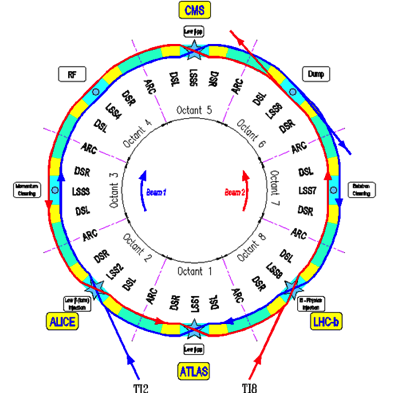 CMS
Low β pp
RF
Dump
DSL
LSS5
DSR
ARC
ARC
DSR
LSS4
DSL
ARC
Octant 5
Octant 4
Octant 6
DSL
LSS6
DSR
ARC
Momentum
Cleaning
DSR
LSS3
DSL
ARC
Octant 3
Beam 1
Beam 2
Octant 7
DSL
LSS7
DSR
ARC
Betatron
Cleaning
Octant 2
DSR
LSS2
DSL
ARC
Octant 1
Octant 8
DSL
LSS8
DSR
ARC
DSR
LSS1
DSL
Low β (Ions)
Injection
ALICE
B - Physics
Injection
LHC-b
Low β pp
ATLAS
TI2
TI8